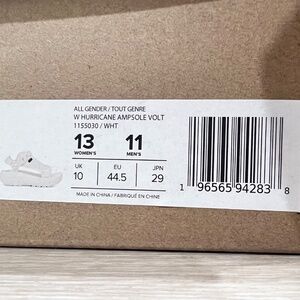 ALL GENDER / TOUT GENRE
W HURRICANE AMPSOLE VOLT
1155030 / WHT
13 11
WOMEN'S MEN'S
UK EU JPN
10 44.5 29
MADE IN CHINA / FABRIQUÉ EN CHINE
1 96565 94283 8